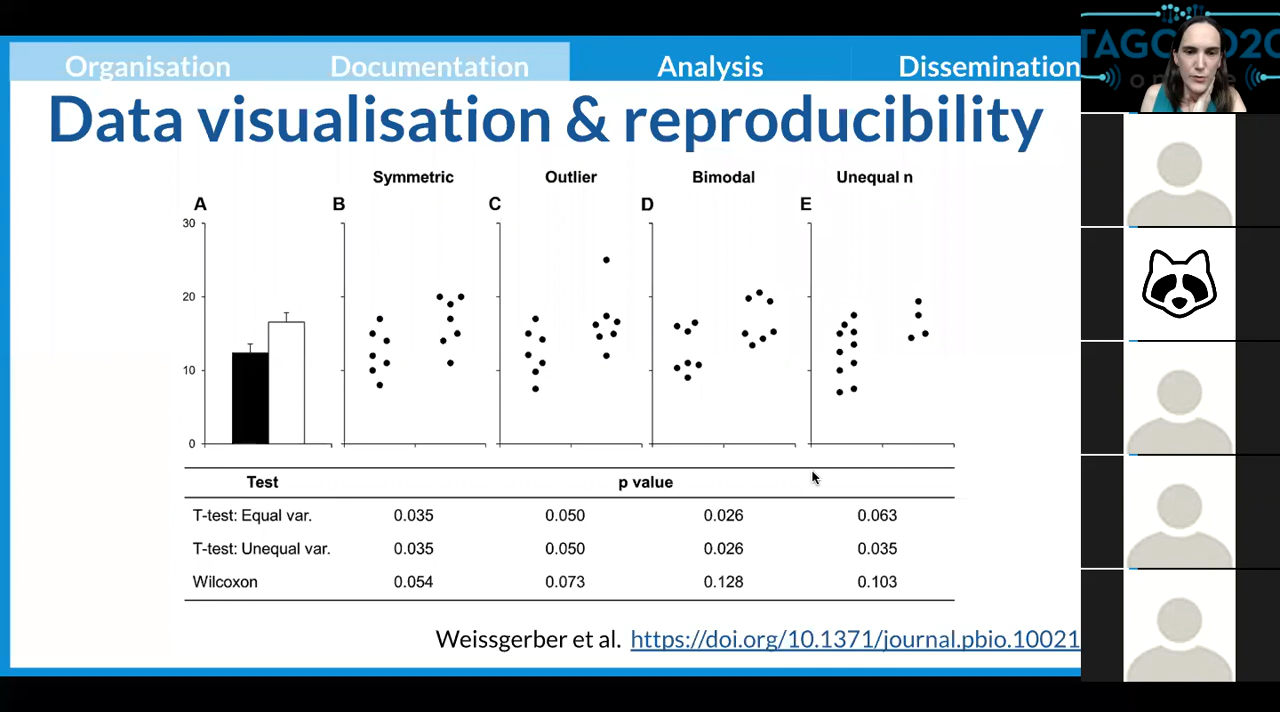 Organisation Documentation Analysis Dissemination
Data visualisation & reproducibility
Symmetric Outlier Bimodal Unequal n
A B C D E
30
20
10
0
Test p value
T-test: Equal var. 0.035 0.050 0.026 0.063
T-test: Unequal var. 0.035 0.050 0.026 0.035
Wilcoxon 0.054 0.073 0.128 0.103
Weissgerber et al. https://doi.org/10.1371/journal.pbio.10021